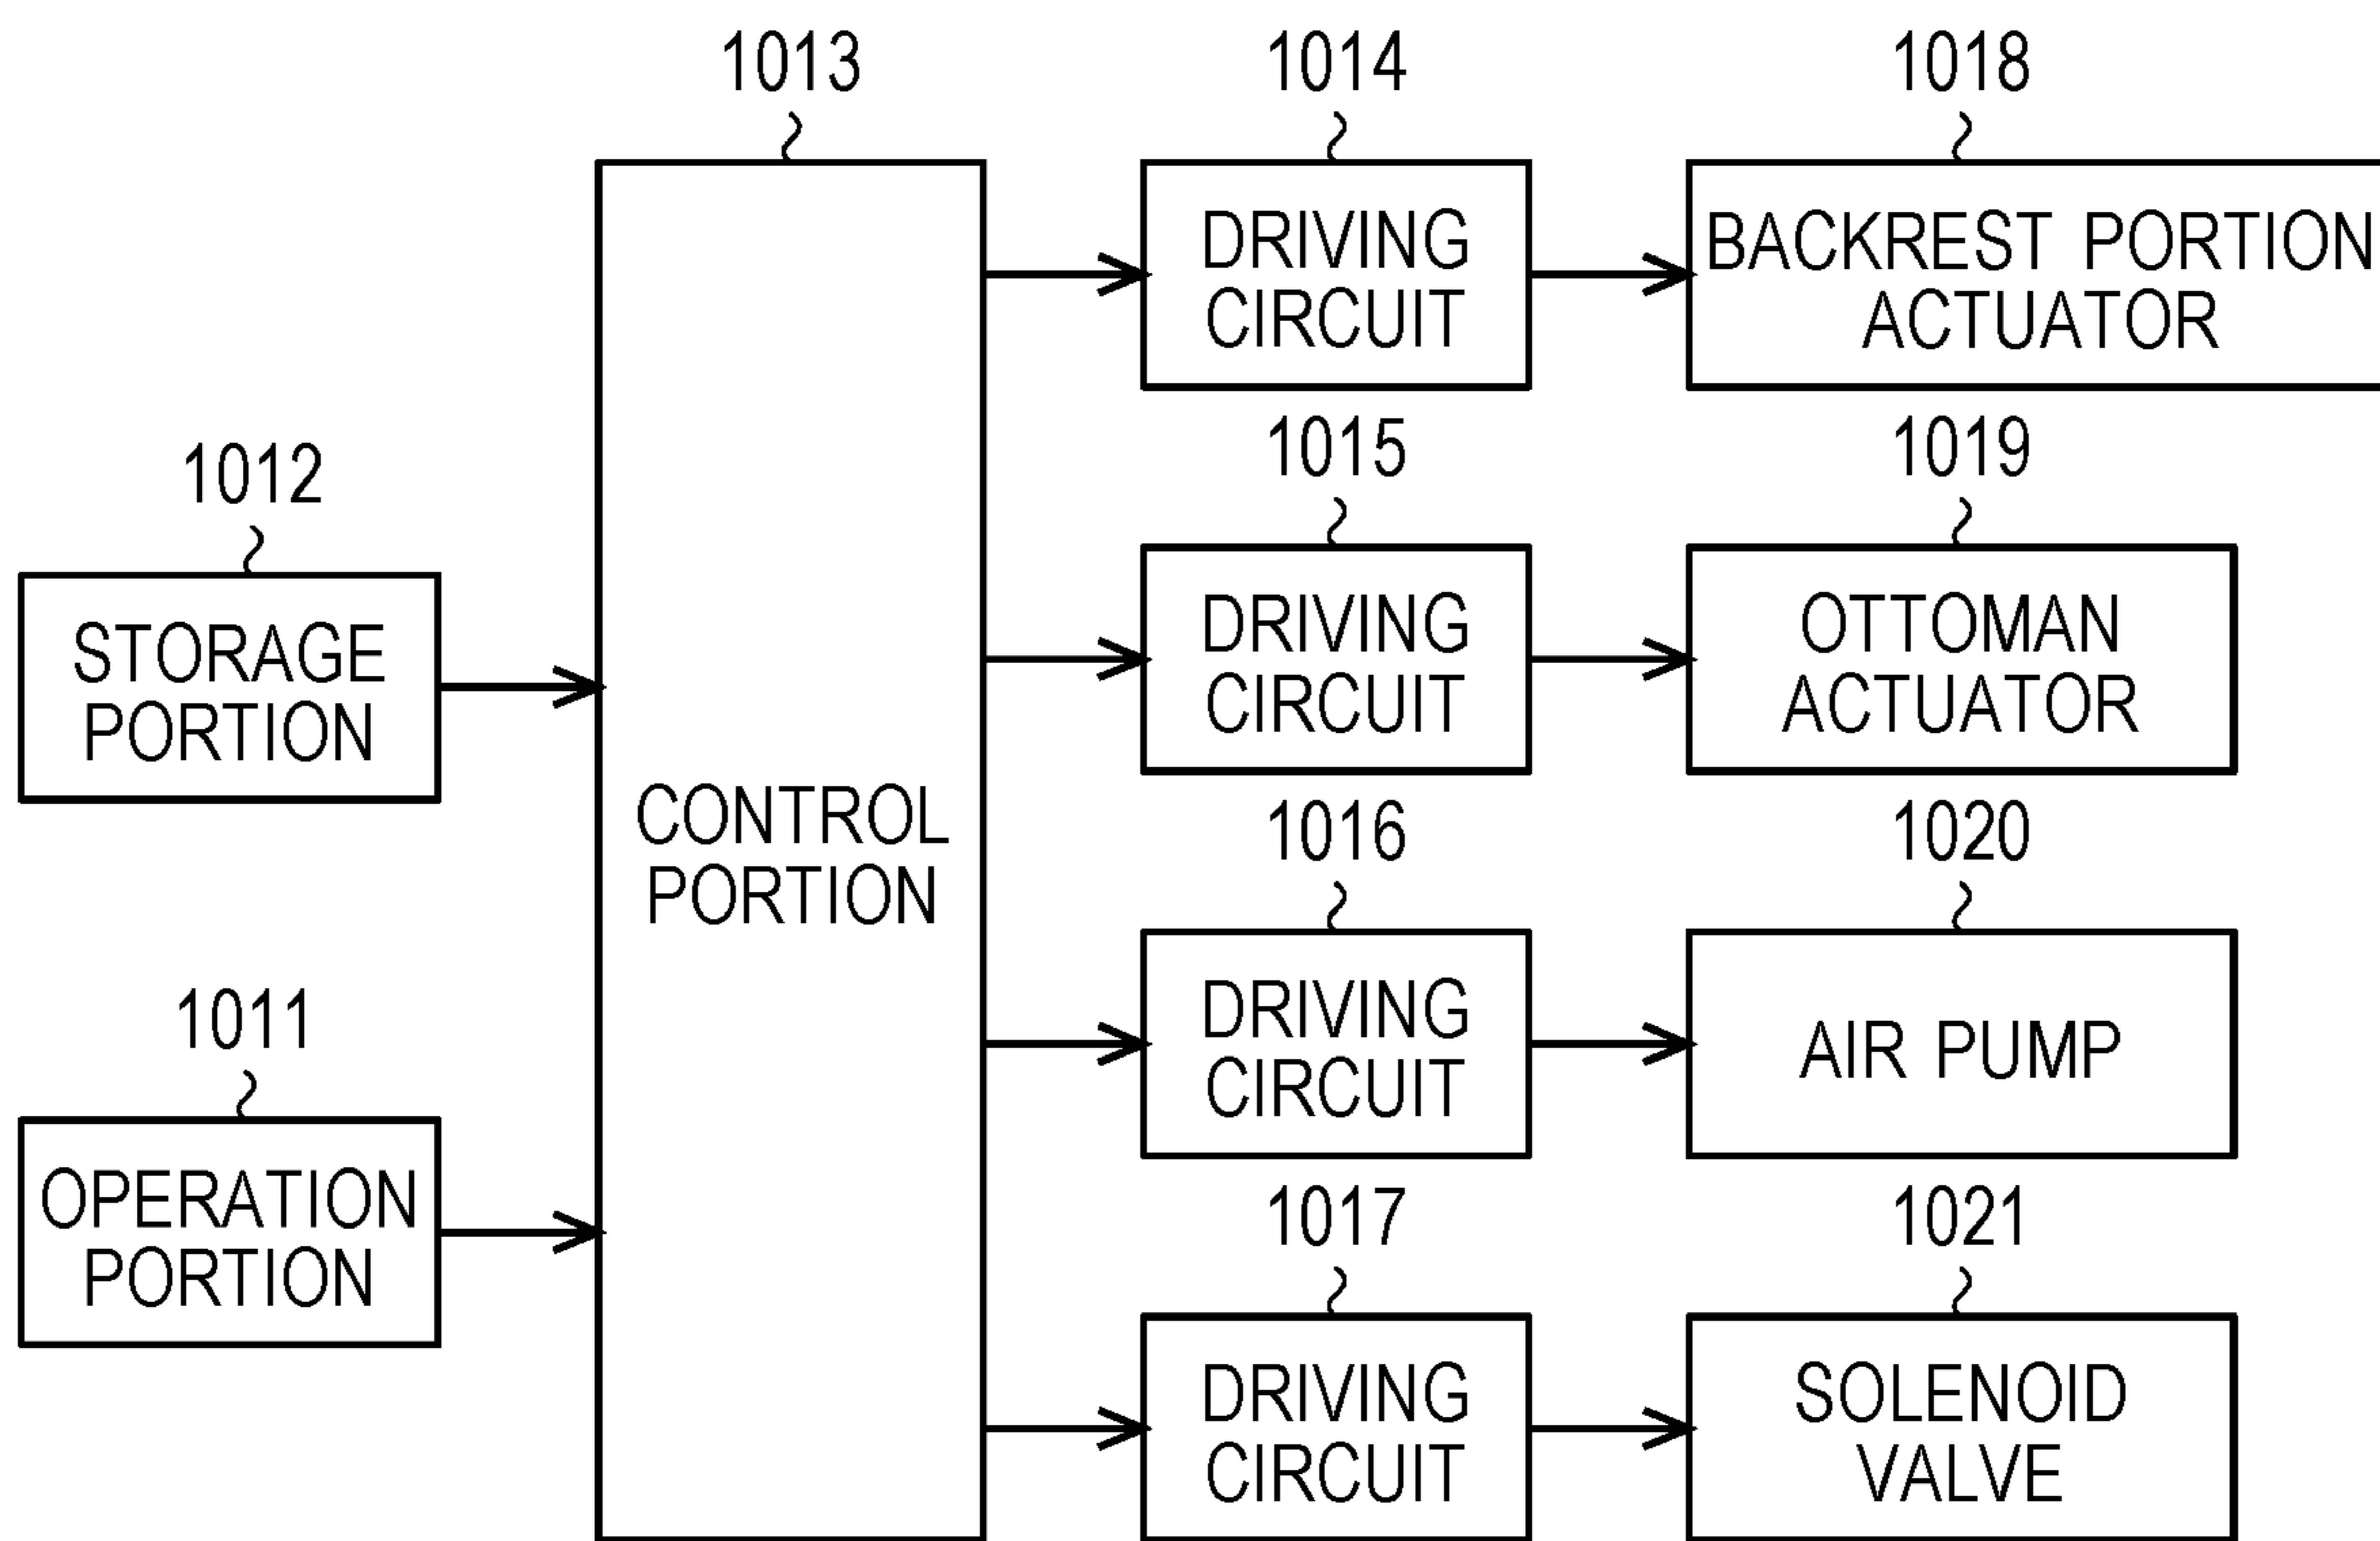 1013
1014
1018
DRIVING
CIRCUIT
BACKREST PORTION
ACTUATOR
1012
1015
1019
STORAGE
PORTION
DRIVING
CIRCUIT
OTTOMAN
ACTUATOR
CONTROL
PORTION
1016
1020
1011
DRIVING
CIRCUIT
AIR PUMP
OPERATION
PORTION
1017
1021
DRIVING
CIRCUIT
SOLENOID
VALVE